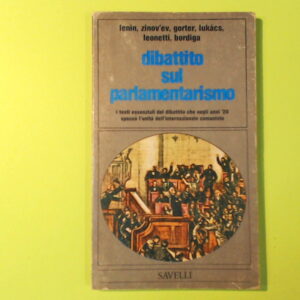 lenin, zinov'ev, gorter, lukács,
leonetti, bordiga
dibattito
sul
parlamentarismo
i testi essenziali del dibattito che negli anni '20
spezzò l'unità dell'internazionale comunista
SAVELLI